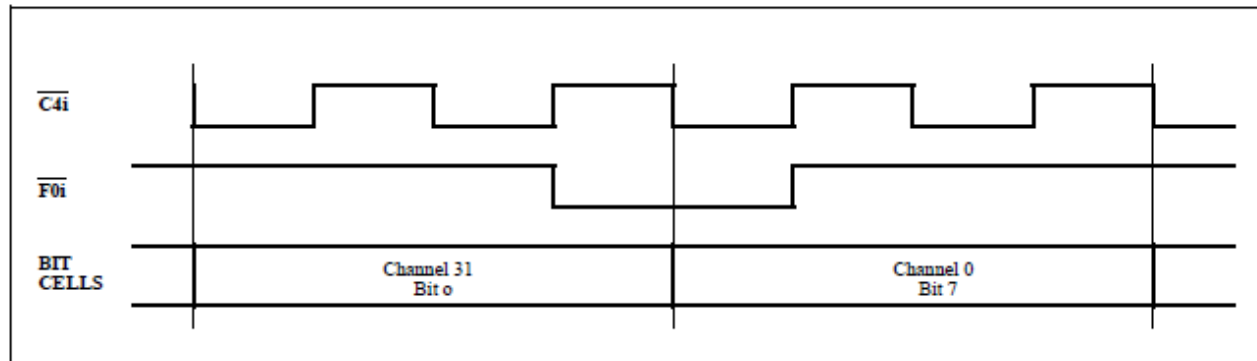 C4i
F0i
BIT
CELLS
Channel 31
Bit o
Channel 0
Bit 7